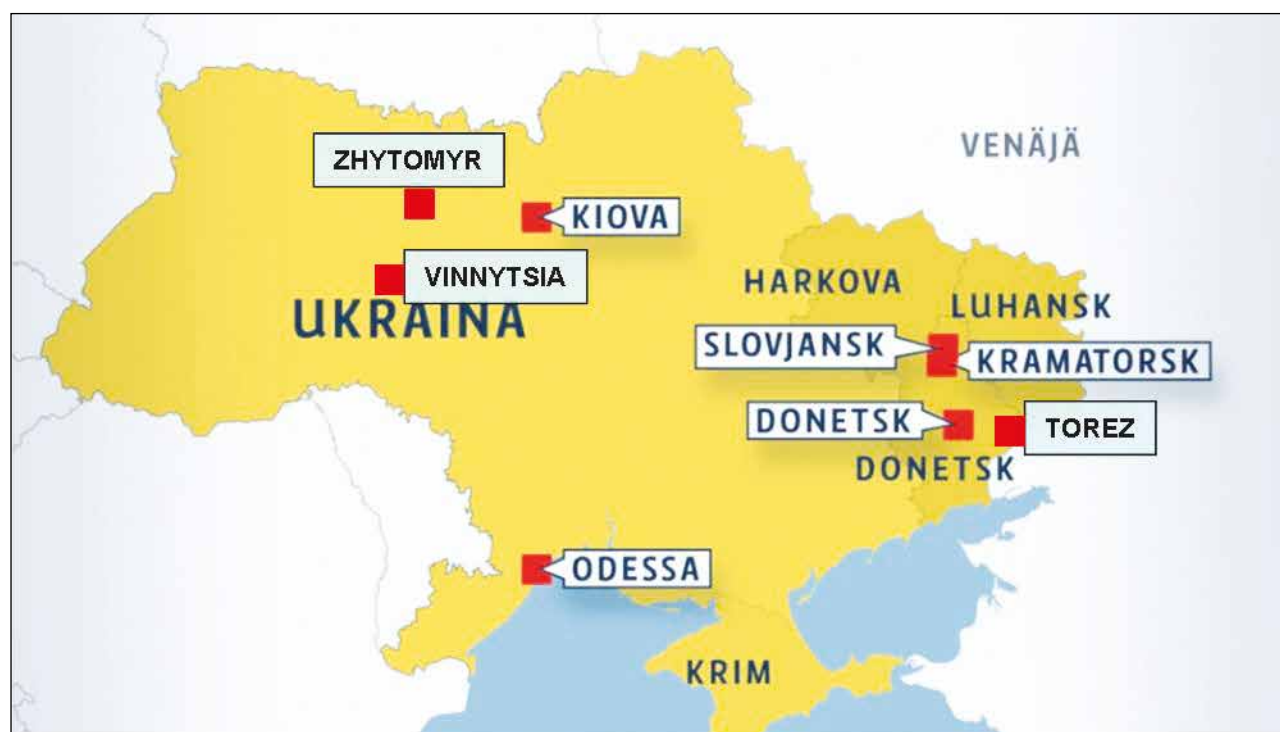 VENÄJÄ
ZHYTOMYR
KIOVA
VINNYTSIA
HARKOVA
LUHANSK
UKRAINA
SLOVJANSK
KRAMATORSK
DONETSK
TOREZ
DONETSK
ODESSA
KRIM